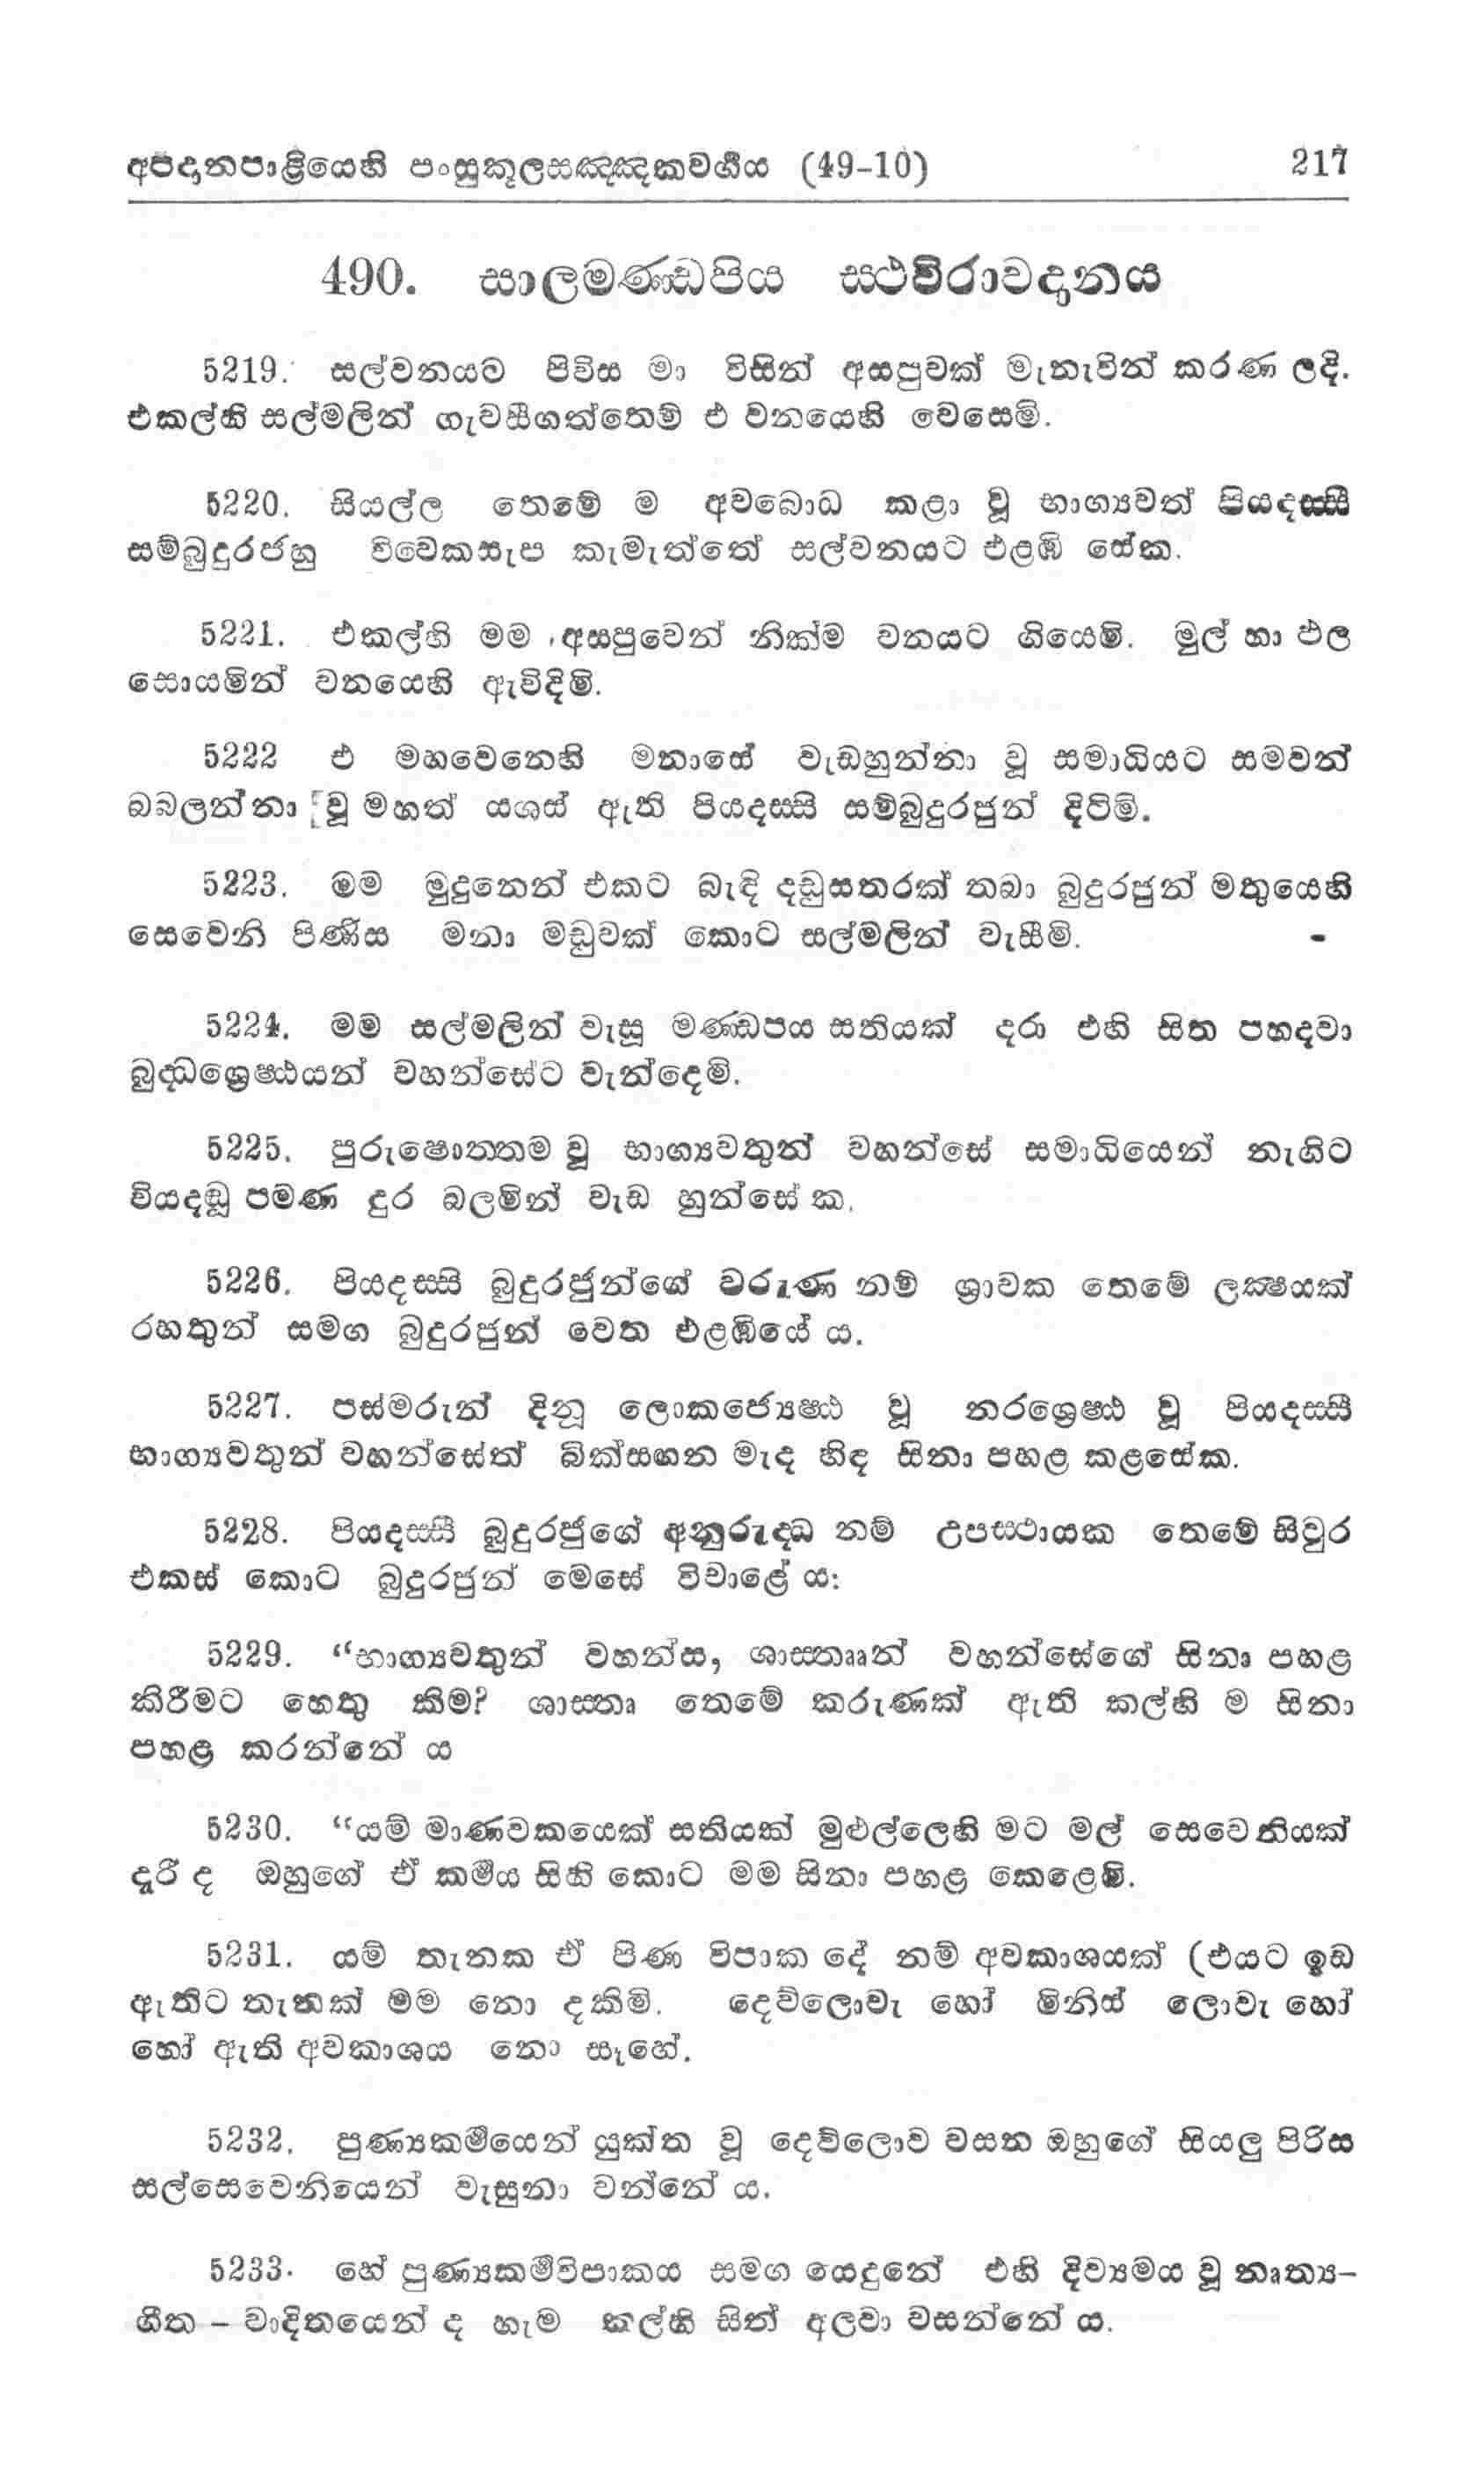 අපදානපාළියෙහි පංසුකූලසඤ්ඤකවර්‍ගය (49-10) 217
490. සාලමණ්ඩපිය ස්ථවිරාවදානය
5219. සල්වනයට පිවිස මා විසින් අසපුවක් මැනැවින් කරණ ලදි.
එකල්හි සල්මලින් ගැවසීගත්තෙම් එ වනයෙහි වෙසෙමි.
5220. සියල්ල තෙමේ ම අවබොධ කළා වූ භාග්‍යවත් පියදස්සී
සම්බුදුරජහු විවෙකසැප කැමැත්තේ සල්වනයට එළඹි සේක.
5221. එකල්හි මම අසපුවෙන් නික්ම වනයට ගියෙමි. මුල් හා ඵල
සොයමින් වනයෙහි ඇවිදිමි.
5222 එ මහවෙනෙහි මනාසේ වැඩහුන්නා වූ සමාධියට සමවන්
බබලන්නා වූ මහත් යශස් ඇති පියදස්සි සම්බුදුරජුන් දිටිමි.
5223. මම මුදුනෙන් එකට බැඳි දඬුසතරක් තබා බුදුරජුන් මතුයෙහි
සෙවෙනි පිණිස මනා මඬුවක් කොට සල්මලින් වැසීමි.
5224. මම සල්මලින් වැසූ මණ්ඩපය සතියක් දරා එහි සිත පහදවා
බුද්ධශ්‍රෙෂ්ඨයන් වහන්සේට වැන්දෙමි.
5225. පුරුෂොත්තම වූ භාග්‍යවතුන් වහන්සේ සමාධියෙන් නැගිට
වියදඬූ පමණ දුර බලමින් වැඩ හුන්සේ ක.
5226. පියදස්සි බුදුරජුන්ගේ වරුණ නම් ශ්‍රාවක තෙමේ ලක්‍ෂයක්
රහතුන් සමග බුදුරජුන් වෙත එළඹියේ ය.
5227. පස්මරුන් දිනූ ලොකජ්‍යෙෂ්ඨ වූ නරශ්‍රෙෂ්ඨ වූ පියදස්සී
භාග්‍යවතුන් වහන්සේත් බික්සඟන මැද හිඳ සිනා පහළ කළසේක.
5228. පියදස්සී බුදුරජුගේ අනුරුද්ධ නම් උපස්ථායක තෙමේ සිවුර
එකස් කොට බුදුරජුන් මෙසේ විචාළේ ය:
5229. “භාග්‍යවතුන් වහන්ස, ශාස්තෲන් වහන්සේගේ සිනා පහළ
කිරීමට හෙතු කිම? ශාස්තෘ තෙමේ කරුණක් ඇති කල්හි ම සිනා
පහළ කරන්නේ ය
5230. “යම් මාණවකයෙක් සතියක් මුළුල්ලෙහි මට මල් සෙවෙනියක්
දැරී ද ඔහුගේ ඒ කර්‍මය සිහි කොට මම සිනා පහළ කෙළෙමි.
5231. යම් තැනක ඒ පිණ විපාක දේ නම් අවකාශයක් (එයට ඉඩ
ඇතිට තැනක් මම නො දකිමි. දෙව්ලොවැ හෝ මිනිස් ලොවැ හෝ
හෝ ඇති අවකාශය නො සෑහේ.
5232. පුණ්‍යකර්‍මයෙන් යුක්ත වූ දෙව්ලොව වසන ඔහුගේ සියලු පිරිස
සල්සෙවෙනියෙන් වැසුනා වන්නේ ය.
5233. හේ පුණ්‍යකර්‍මවිපාකය සමග යෙදුනේ එහි දිව්‍යමය වූ නෘත්‍ය-
ගීත - වාදිතයෙන් ද හැම කල්හි සිත් අලවා වසන්නේ ය.